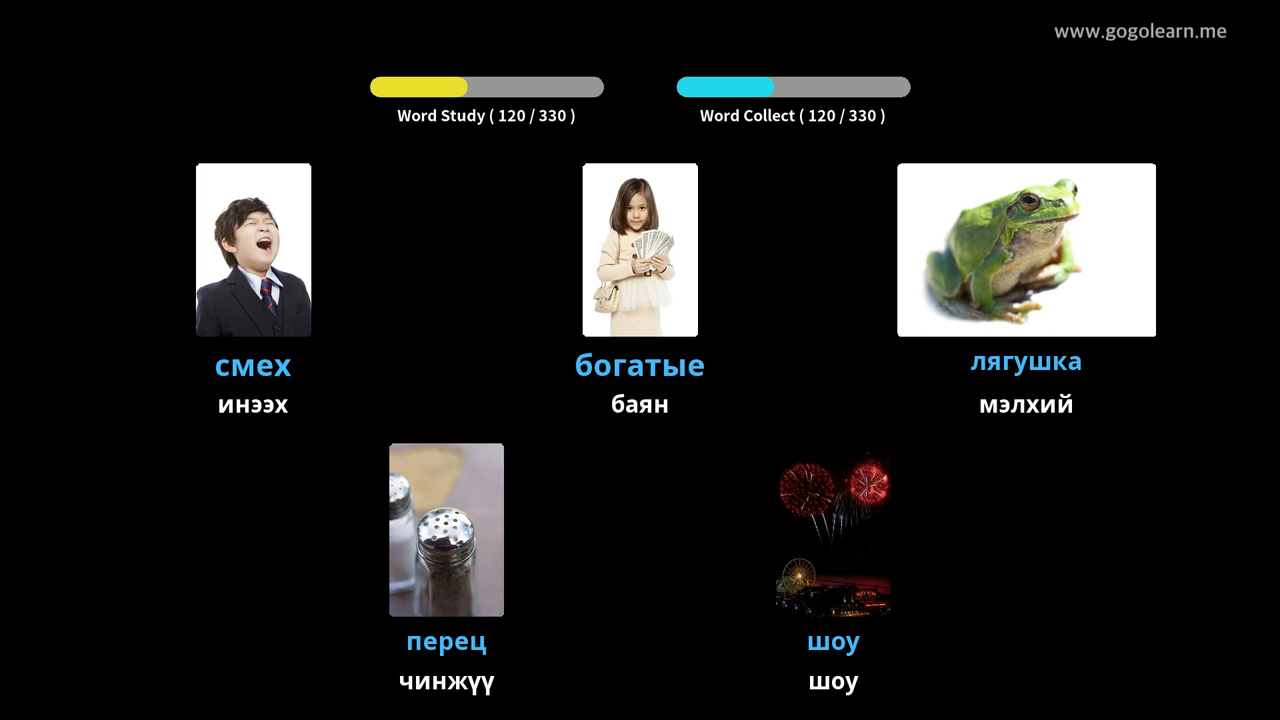 www.gogolearn.me
Word Study ( 120 / 330 )
Word Collect ( 120 / 330 )
смех
инээх
богатые
баян
лягушка
мэлхий
перец
чинжүү
шоу
шоу